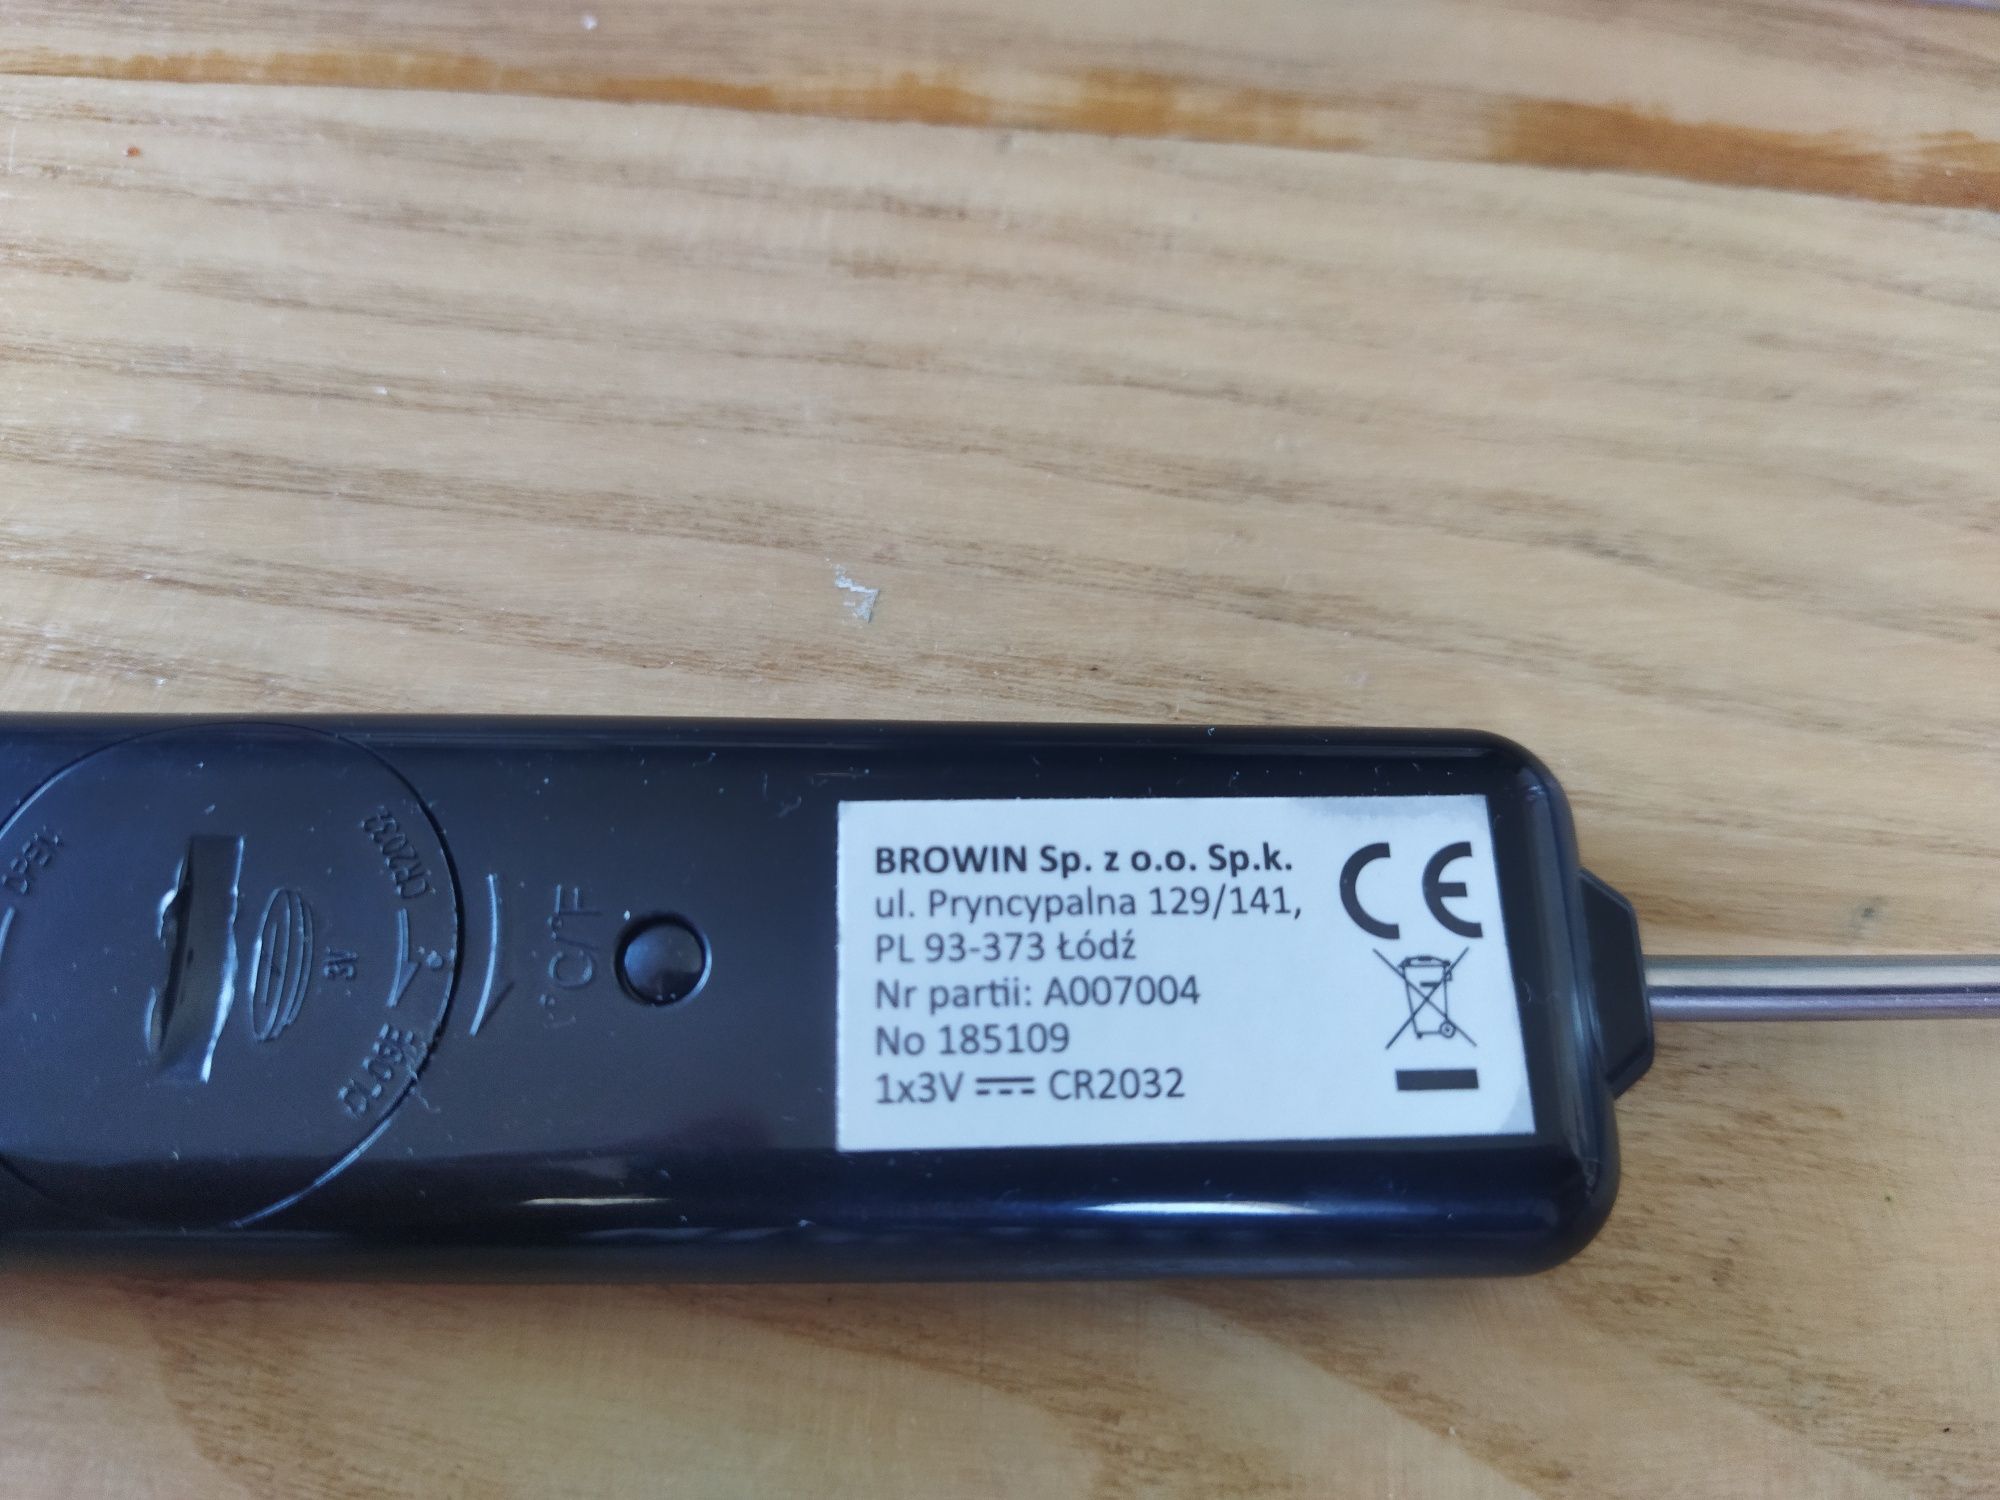 BROWIN Sp. z o.o. Sp.k.
ul. Pryncypalna 129/141,
PL 93-373 Łódź
Nr partii: A007004
No 185109
1x3V CR2032
CE
°C/°F
OPEN
CR2032
3V
CLOSE